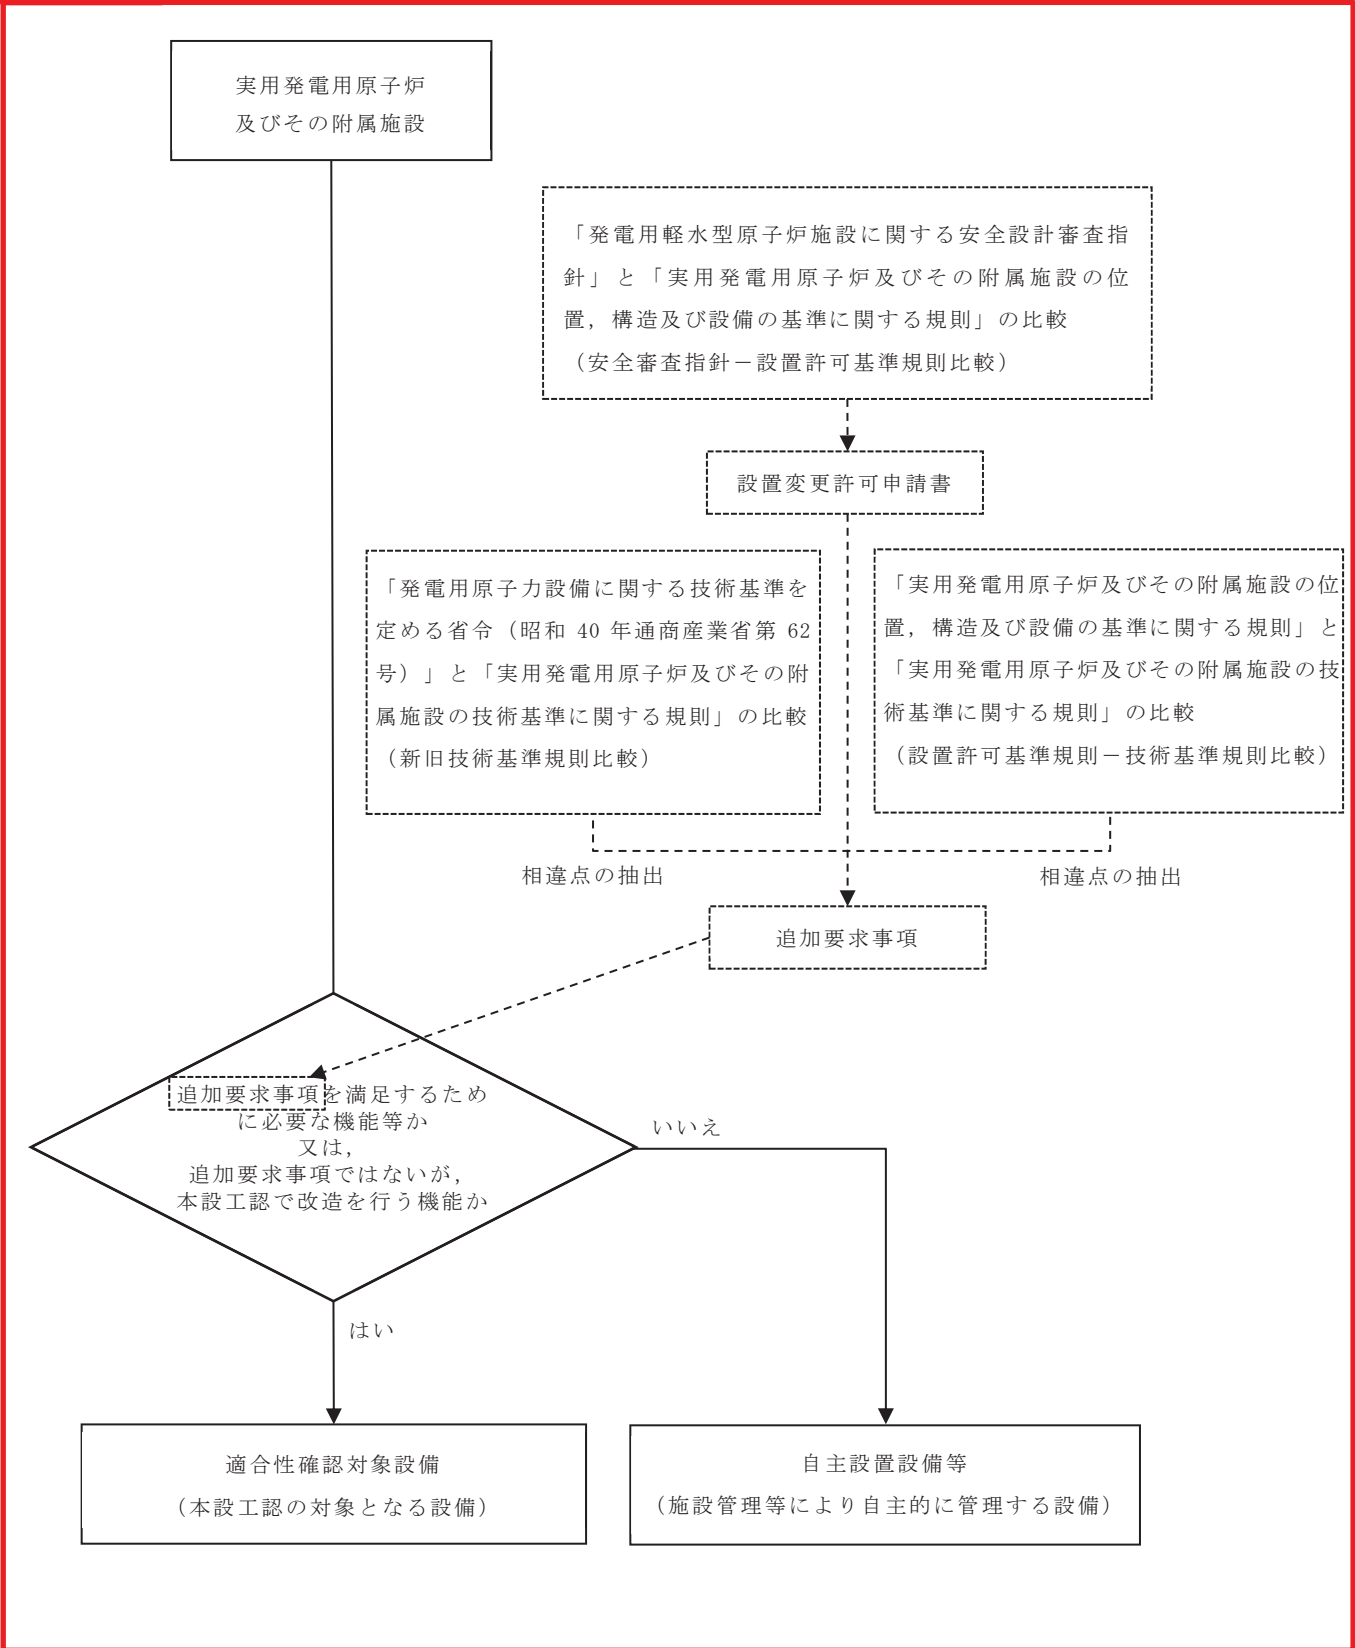 実用発電用原子炉
及びその附属施設
「発電用軽水型原子炉施設に関する安全設計審査指
針」と「実用発電用原子炉及びその附属施設の位
置，構造及び設備の基準に関する規則」の比較
（安全審査指針－設置許可基準規則比較）
設置変更許可申請書
「発電用原子力設備に関する技術基準を
定める省令（昭和 40 年通商産業省第 62
号）」と「実用発電用原子炉及びその附
属施設の技術基準に関する規則」の比較
（新旧技術基準規則比較）
「実用発電用原子炉及びその附属施設の位
置，構造及び設備の基準に関する規則」と
「実用発電用原子炉及びその附属施設の技
術基準に関する規則」の比較
（設置許可基準規則－技術基準規則比較）
相違点の抽出
相違点の抽出
追加要求事項
追加要求事項を満足するため
に必要な機能等か
又は，
追加要求事項ではないが，
本設工認で改造を行う機能か
いいえ
はい
適合性確認対象設備
（本設工認の対象となる設備）
自主設置設備等
（施設管理等により自主的に管理する設備）